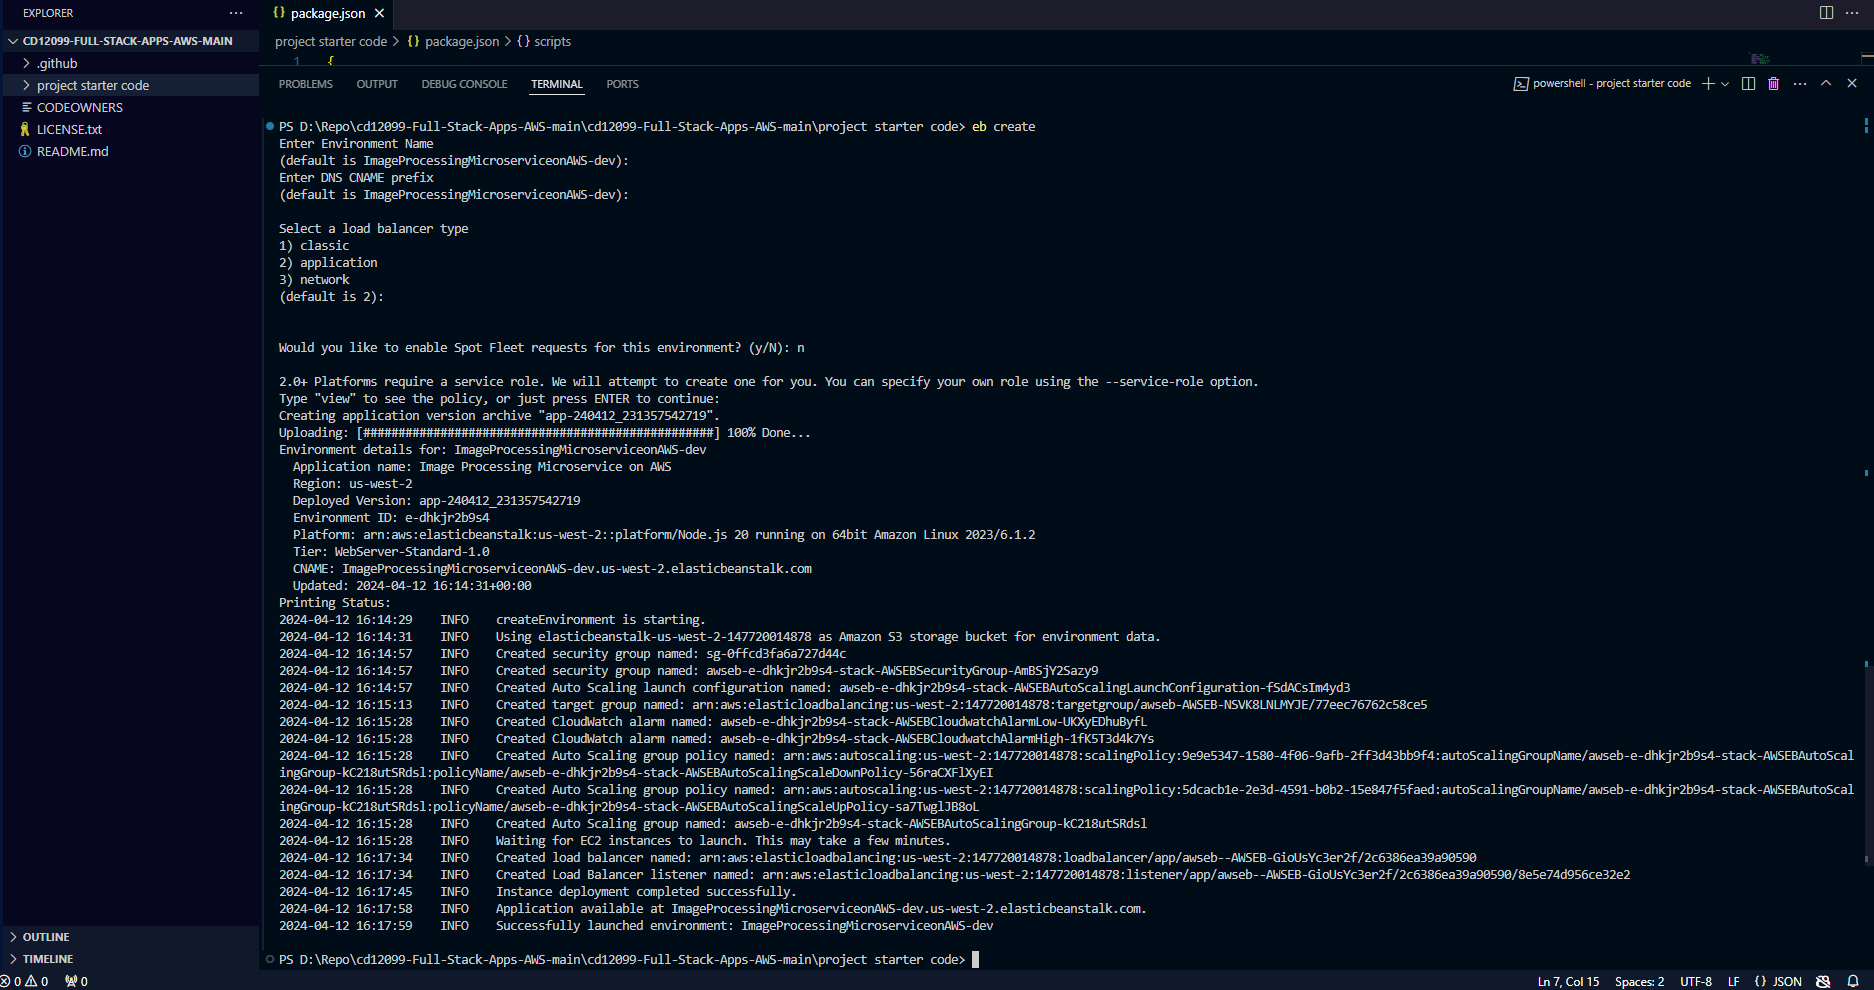 EXPLORER
CD12099-FULL-STACK-APPS-AWS-MAIN
.github
project starter code
CODEOWNERS
LICENSE.txt
README.md
OUTLINE
TIMELINE
{} package.json
project starter code > {} package.json > {} scripts
1 {
PROBLEMS OUTPUT DEBUG CONSOLE TERMINAL PORTS
powershell - project starter code
PS D:\Repo\cd12099-Full-Stack-Apps-AWS-main\cd12099-Full-Stack-Apps-AWS-main\project starter code> eb create
Enter Environment Name
(default is ImageProcessingMicroserviceonAWS-dev):
Enter DNS CNAME prefix
(default is ImageProcessingMicroserviceonAWS-dev):
Select a load balancer type
1) classic
2) application
3) network
(default is 2):
Would you like to enable Spot Fleet requests for this environment? (y/N): n
2.0+ Platforms require a service role. We will attempt to create one for you. You can specify your own role using the --service-role option.
Type "view" to see the policy, or just press ENTER to continue:
Creating application version archive "app-240412_231357542719".
Uploading: [##################################################] 100% Done...
Environment details for: ImageProcessingMicroserviceonAWS-dev
Application name: Image Processing Microservice on AWS
Region: us-west-2
Deployed Version: app-240412_231357542719
Environment ID: e-dhkjr2b9s4
Platform: arn:aws:elasticbeanstalk:us-west-2::platform/Node.js 20 running on 64bit Amazon Linux 2023/6.1.2
Tier: WebServer-Standard-1.0
CNAME: ImageProcessingMicroserviceonAWS-dev.us-west-2.elasticbeanstalk.com
Updated: 2024-04-12 16:14:31+00:00
Printing Status:
2024-04-12 16:14:29 INFO createEnvironment is starting.
2024-04-12 16:14:31 INFO Using elasticbeanstalk-us-west-2-147720014878 as Amazon S3 storage bucket for environment data.
2024-04-12 16:14:57 INFO Created security group named: sg-0ffcd3fa6a727d44c
2024-04-12 16:14:57 INFO Created security group named: awseb-e-dhkjr2b9s4-stack-AWSEBSecurityGroup-AmBSjY2Sazy9
2024-04-12 16:14:57 INFO Created Auto Scaling launch configuration named: awseb-e-dhkjr2b9s4-stack-AWSEBAutoScalingLaunchConfiguration-fSdACsIm4yd3
2024-04-12 16:15:13 INFO Created target group named: arn:aws:elasticloadbalancing:us-west-2:147720014878:targetgroup/awseb-AWSEB-NSVK8LNLMYJE/77eec76762c58ce5
2024-04-12 16:15:28 INFO Created CloudWatch alarm named: awseb-e-dhkjr2b9s4-stack-AWSEBCloudwatchAlarmLow-UKXyEDhuByfL
2024-04-12 16:15:28 INFO Created CloudWatch alarm named: awseb-e-dhkjr2b9s4-stack-AWSEBCloudwatchAlarmHigh-1fK5T3d4k7Ys
2024-04-12 16:15:28 INFO Created Auto Scaling group policy named: arn:aws:autoscaling:us-west-2:147720014878:scalingPolicy:9e9e5347-1580-4f06-9afb-2ff3d43bb9f4:autoScalingGroupName/awseb-e-dhkjr2b9s4-stack-AWSEBAutoScal
ingGroup-kC218utSRdsl:policyName/awseb-e-dhkjr2b9s4-stack-AWSEBAutoScalingScaleDownPolicy-56raCXFlXyEI
2024-04-12 16:15:28 INFO Created Auto Scaling group policy named: arn:aws:autoscaling:us-west-2:147720014878:scalingPolicy:5dcacb1e-2e3d-4591-b0b2-15e847f5faed:autoScalingGroupName/awseb-e-dhkjr2b9s4-stack-AWSEBAutoScal
ingGroup-kC218utSRdsl:policyName/awseb-e-dhkjr2b9s4-stack-AWSEBAutoScalingScaleUpPolicy-sa7TwglJB8oL
2024-04-12 16:15:28 INFO Created Auto Scaling group named: awseb-e-dhkjr2b9s4-stack-AWSEBAutoScalingGroup-kC218utSRdsl
2024-04-12 16:15:28 INFO Waiting for EC2 instances to launch. This may take a few minutes.
2024-04-12 16:17:34 INFO Created load balancer named: arn:aws:elasticloadbalancing:us-west-2:147720014878:loadbalancer/app/awseb--AWSEB-GioUsYc3er2f/2c6386ea39a90590
2024-04-12 16:17:34 INFO Created Load Balancer listener named: arn:aws:elasticloadbalancing:us-west-2:147720014878:listener/app/awseb--AWSEB-GioUsYc3er2f/2c6386ea39a90590/8e5e74d956ce32e2
2024-04-12 16:17:45 INFO Instance deployment completed successfully.
2024-04-12 16:17:58 INFO Application available at ImageProcessingMicroserviceonAWS-dev.us-west-2.elasticbeanstalk.com.
2024-04-12 16:17:59 INFO Successfully launched environment: ImageProcessingMicroserviceonAWS-dev
PS D:\Repo\cd12099-Full-Stack-Apps-AWS-main\cd12099-Full-Stack-Apps-AWS-main\project starter code>
0 0 0 Ln 7, Col 15 Spaces: 2 UTF-8 LF {} JSON